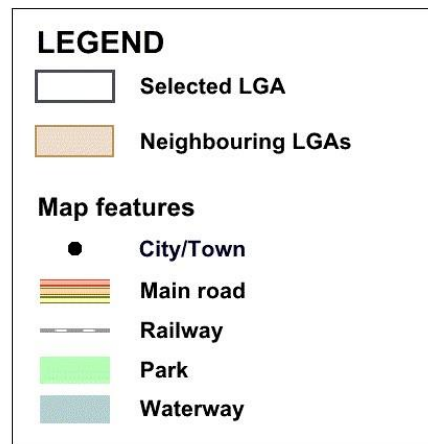 LEGEND
Selected LGA
Neighbouring LGAs
Map features
City/Town
Main road
Railway
Park
Waterway